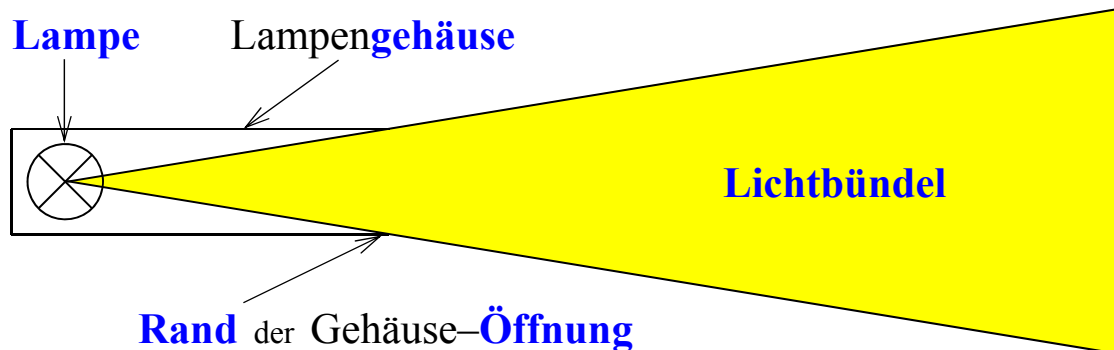 Lampe
Lampengehäuse
Lichtbündel
Rand der Gehäuse–Öffnung